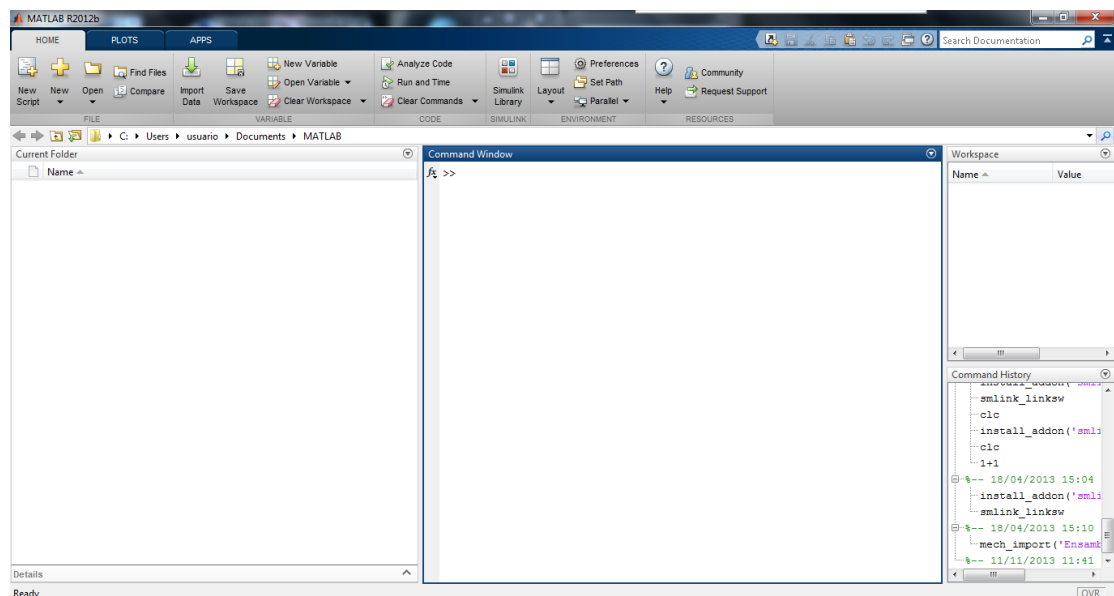 MATLAB R2012b
HOME PLOTS APPS
Search Documentation
New Script
New
Open
Find Files
Compare
Import Data
Save Workspace
New Variable
Open Variable
Clear Workspace
Analyze Code
Run and Time
Clear Commands
Simulink Library
Layout
Preferences
Set Path
Parallel
Help
Community
Request Support
FILE VARIABLE CODE SIMULINK ENVIRONMENT RESOURCES
C: Users usuario Documents MATLAB
Current Folder
Name
Details
Command Window
fx >>
Workspace
Name Value
Command History
smlink_linksw
clc
install_addon('smli
clc
1+1
%-- 18/04/2013 15:04
install_addon('smli
smlink_linksw
%-- 18/04/2013 15:10
mech_import('Ensamb
%-- 11/11/2013 11:41
Ready
OVR